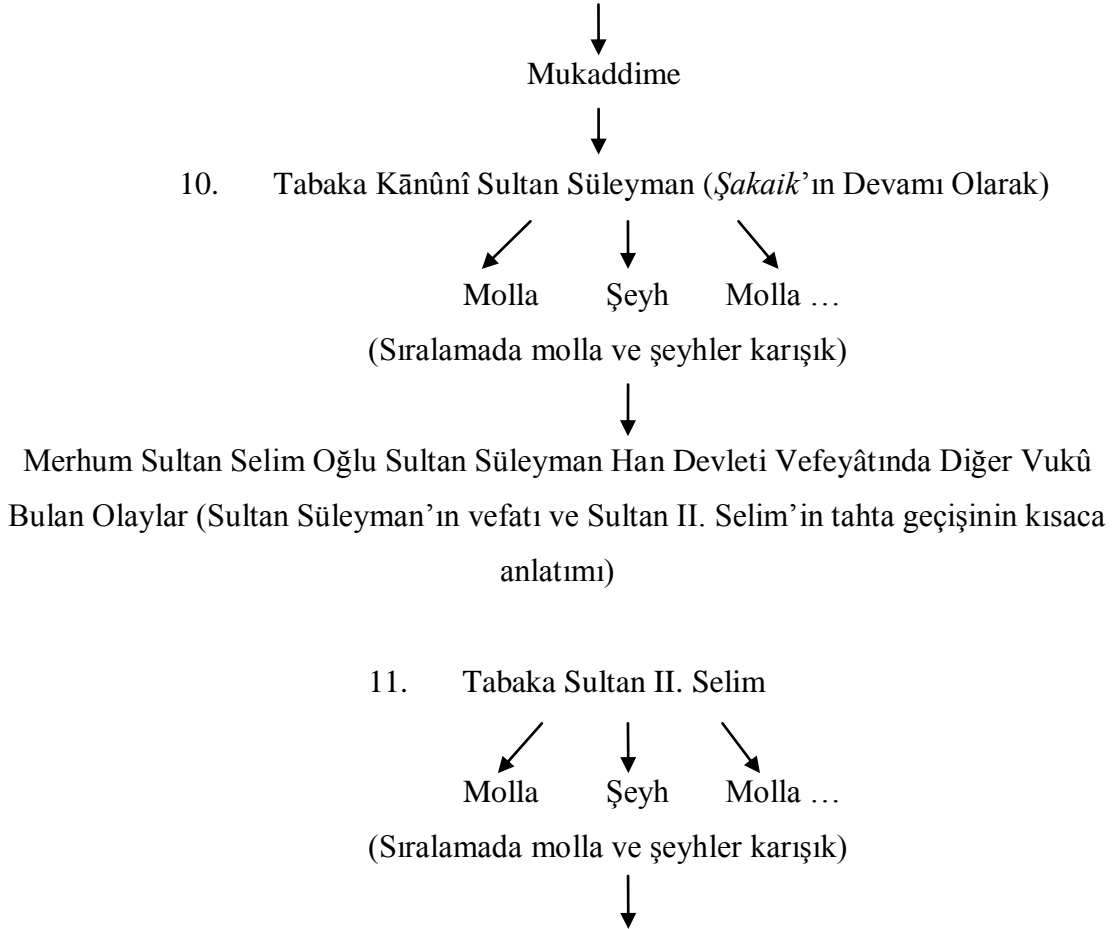 Mukaddime
10. Tabaka Kānûnî Sultan Süleyman (Şakaik’ın Devamı Olarak)
Molla Şeyh Molla …
(Sıralamada molla ve şeyhler karışık)
Merhum Sultan Selim Oğlu Sultan Süleyman Han Devleti Vefeyâtında Diğer Vukû
Bulan Olaylar (Sultan Süleyman’ın vefatı ve Sultan II. Selim’in tahta geçişinin kısaca
anlatımı)
11. Tabaka Sultan II. Selim
Molla Şeyh Molla …
(Sıralamada molla ve şeyhler karışık)